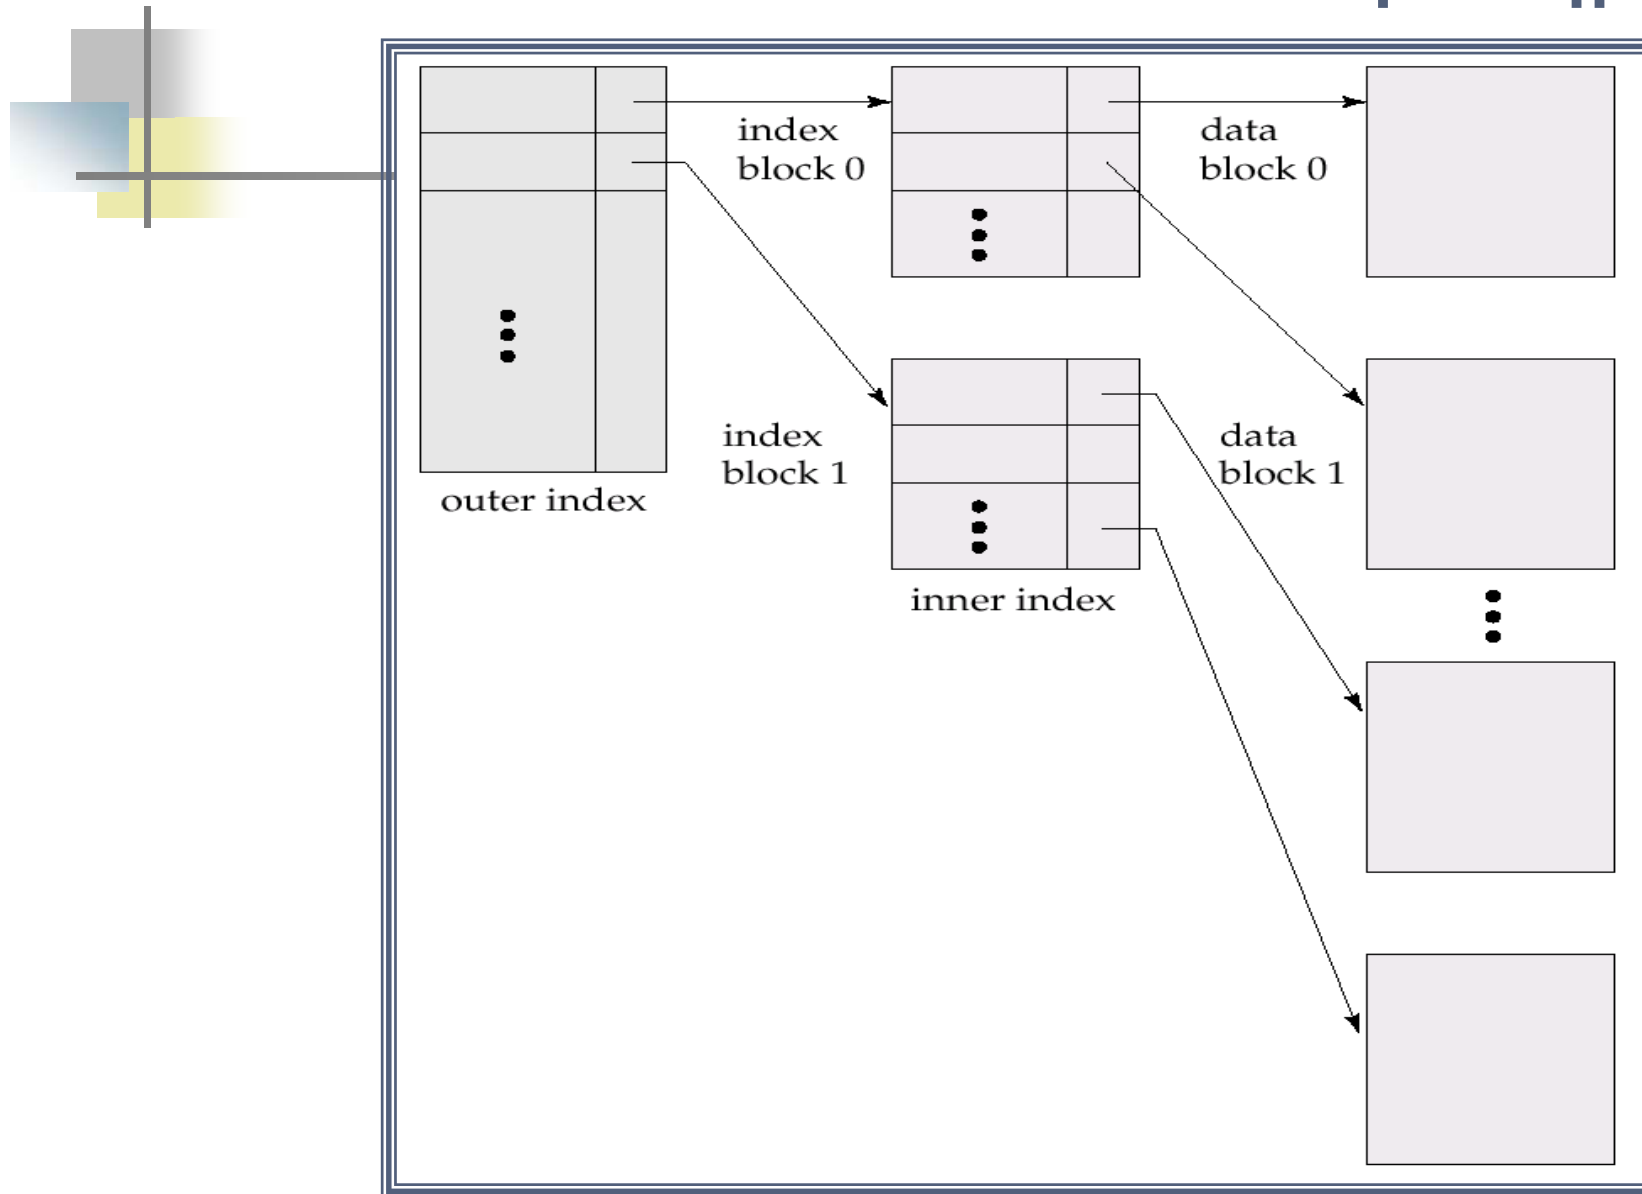 index
block 0
data
block 0
index
block 1
data
block 1
outer index
inner index